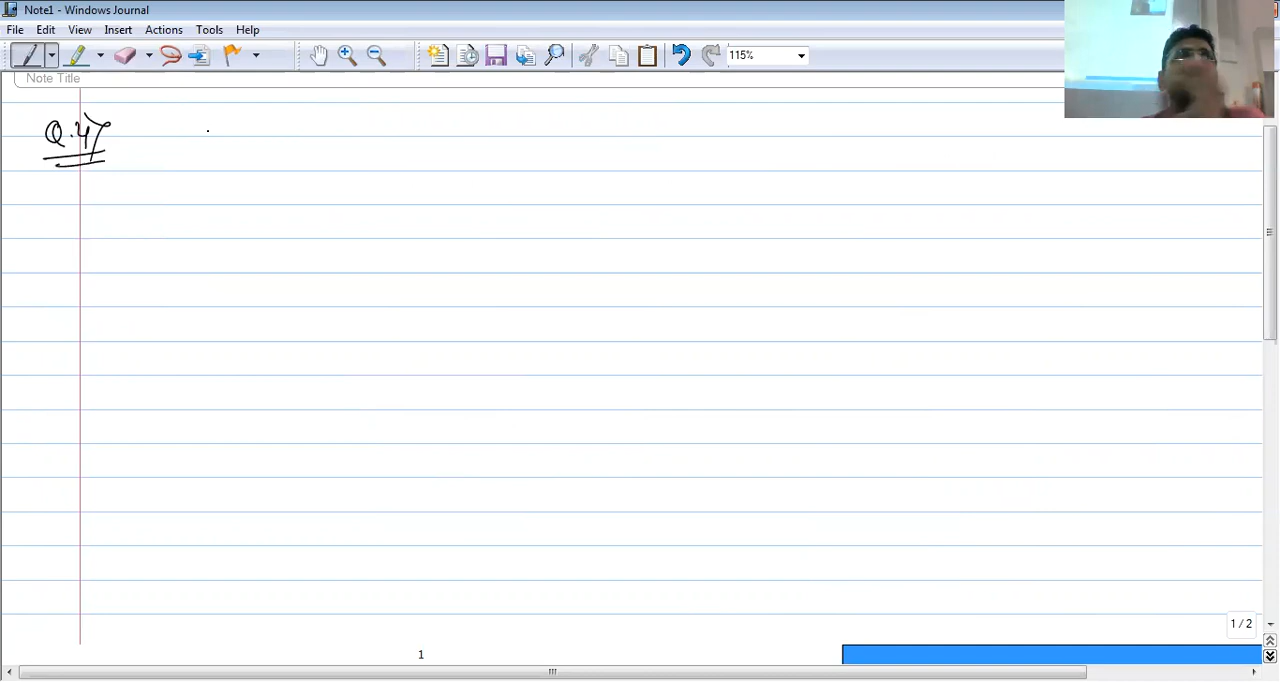 Note1 - Windows Journal
File Edit View Insert Actions Tools Help
115%
Note Title
Q.47
1 / 2
1